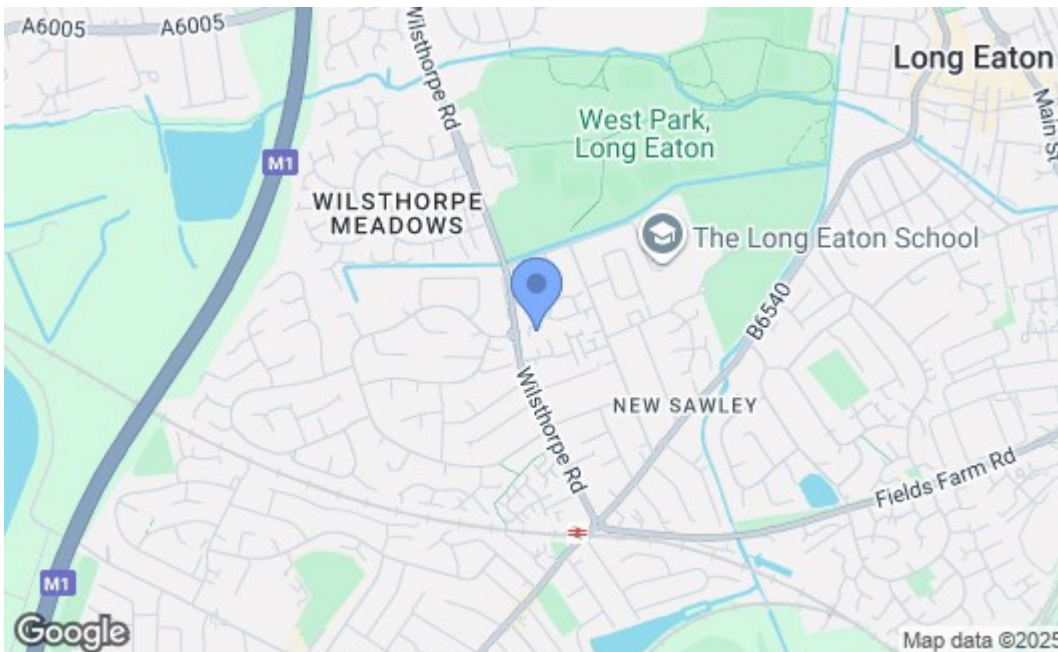 A6005
A6005
Wilsthorpe Rd
Long Eaton
Main St
West Park,
Long Eaton
M1
WILSTHORPE
MEADOWS
The Long Eaton School
B6540
Wilsthorpe Rd
NEW SAWLEY
Fields Farm Rd
M1
Google
Map data ©2025